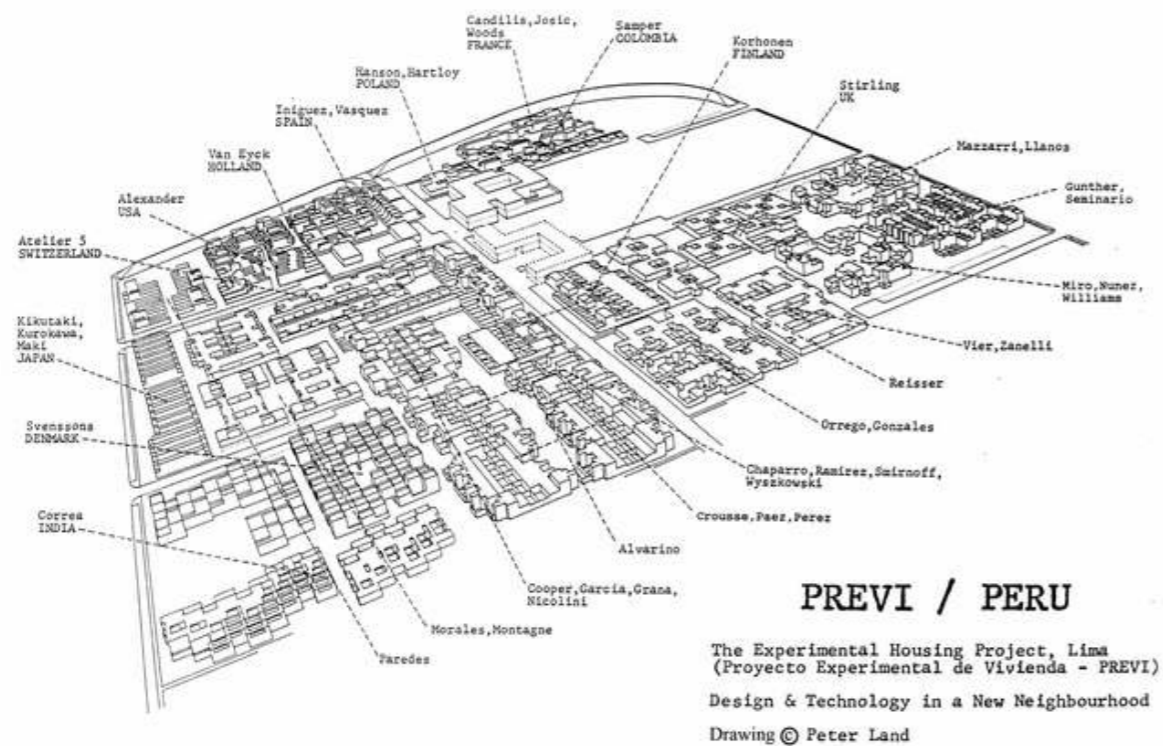 Candilis,Josic,
Woods
FRANCE
Samper
COLOMBIA
Korhonen
FINLAND
Hanson,Hartloy
POLAND
Stirling
UK
Iniguez,Vasquez
SPAIN
Van Eyck
HOLLAND
Mazzarri,Llanos
Alexander
USA
Gunther,
Seminario
Atelier 5
SWITZERLAND
Miro,Nunez,
Williams
Kikutaki,
Kurokawa,
Maki
JAPAN
Vier,Zanelli
Reisser
Svenssons
DENMARK
Orrego,Gonzales
Chaparro,Ramirez,Smirnoff,
Wyszkowski
Correa
INDIA
Crousse,Paez,Perez
Alvarino
Cooper,Garcia,Grana,
Nicolini
Morales,Montagne
Paredes
PREVI / PERU
The Experimental Housing Project, Lima
(Proyecto Experimental de Vivienda - PREVI)
Design & Technology in a New Neighbourhood
Drawing © Peter Land